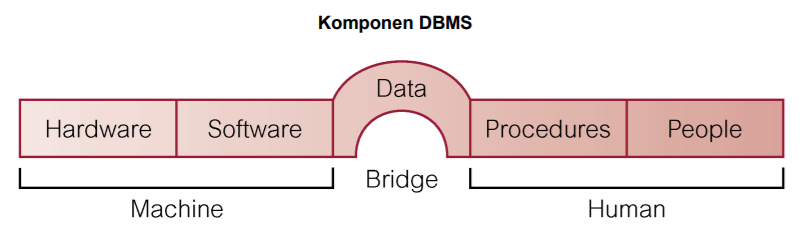 Komponen DBMS
Data
Hardware
Software
Procedures
People
Bridge
Machine
Human